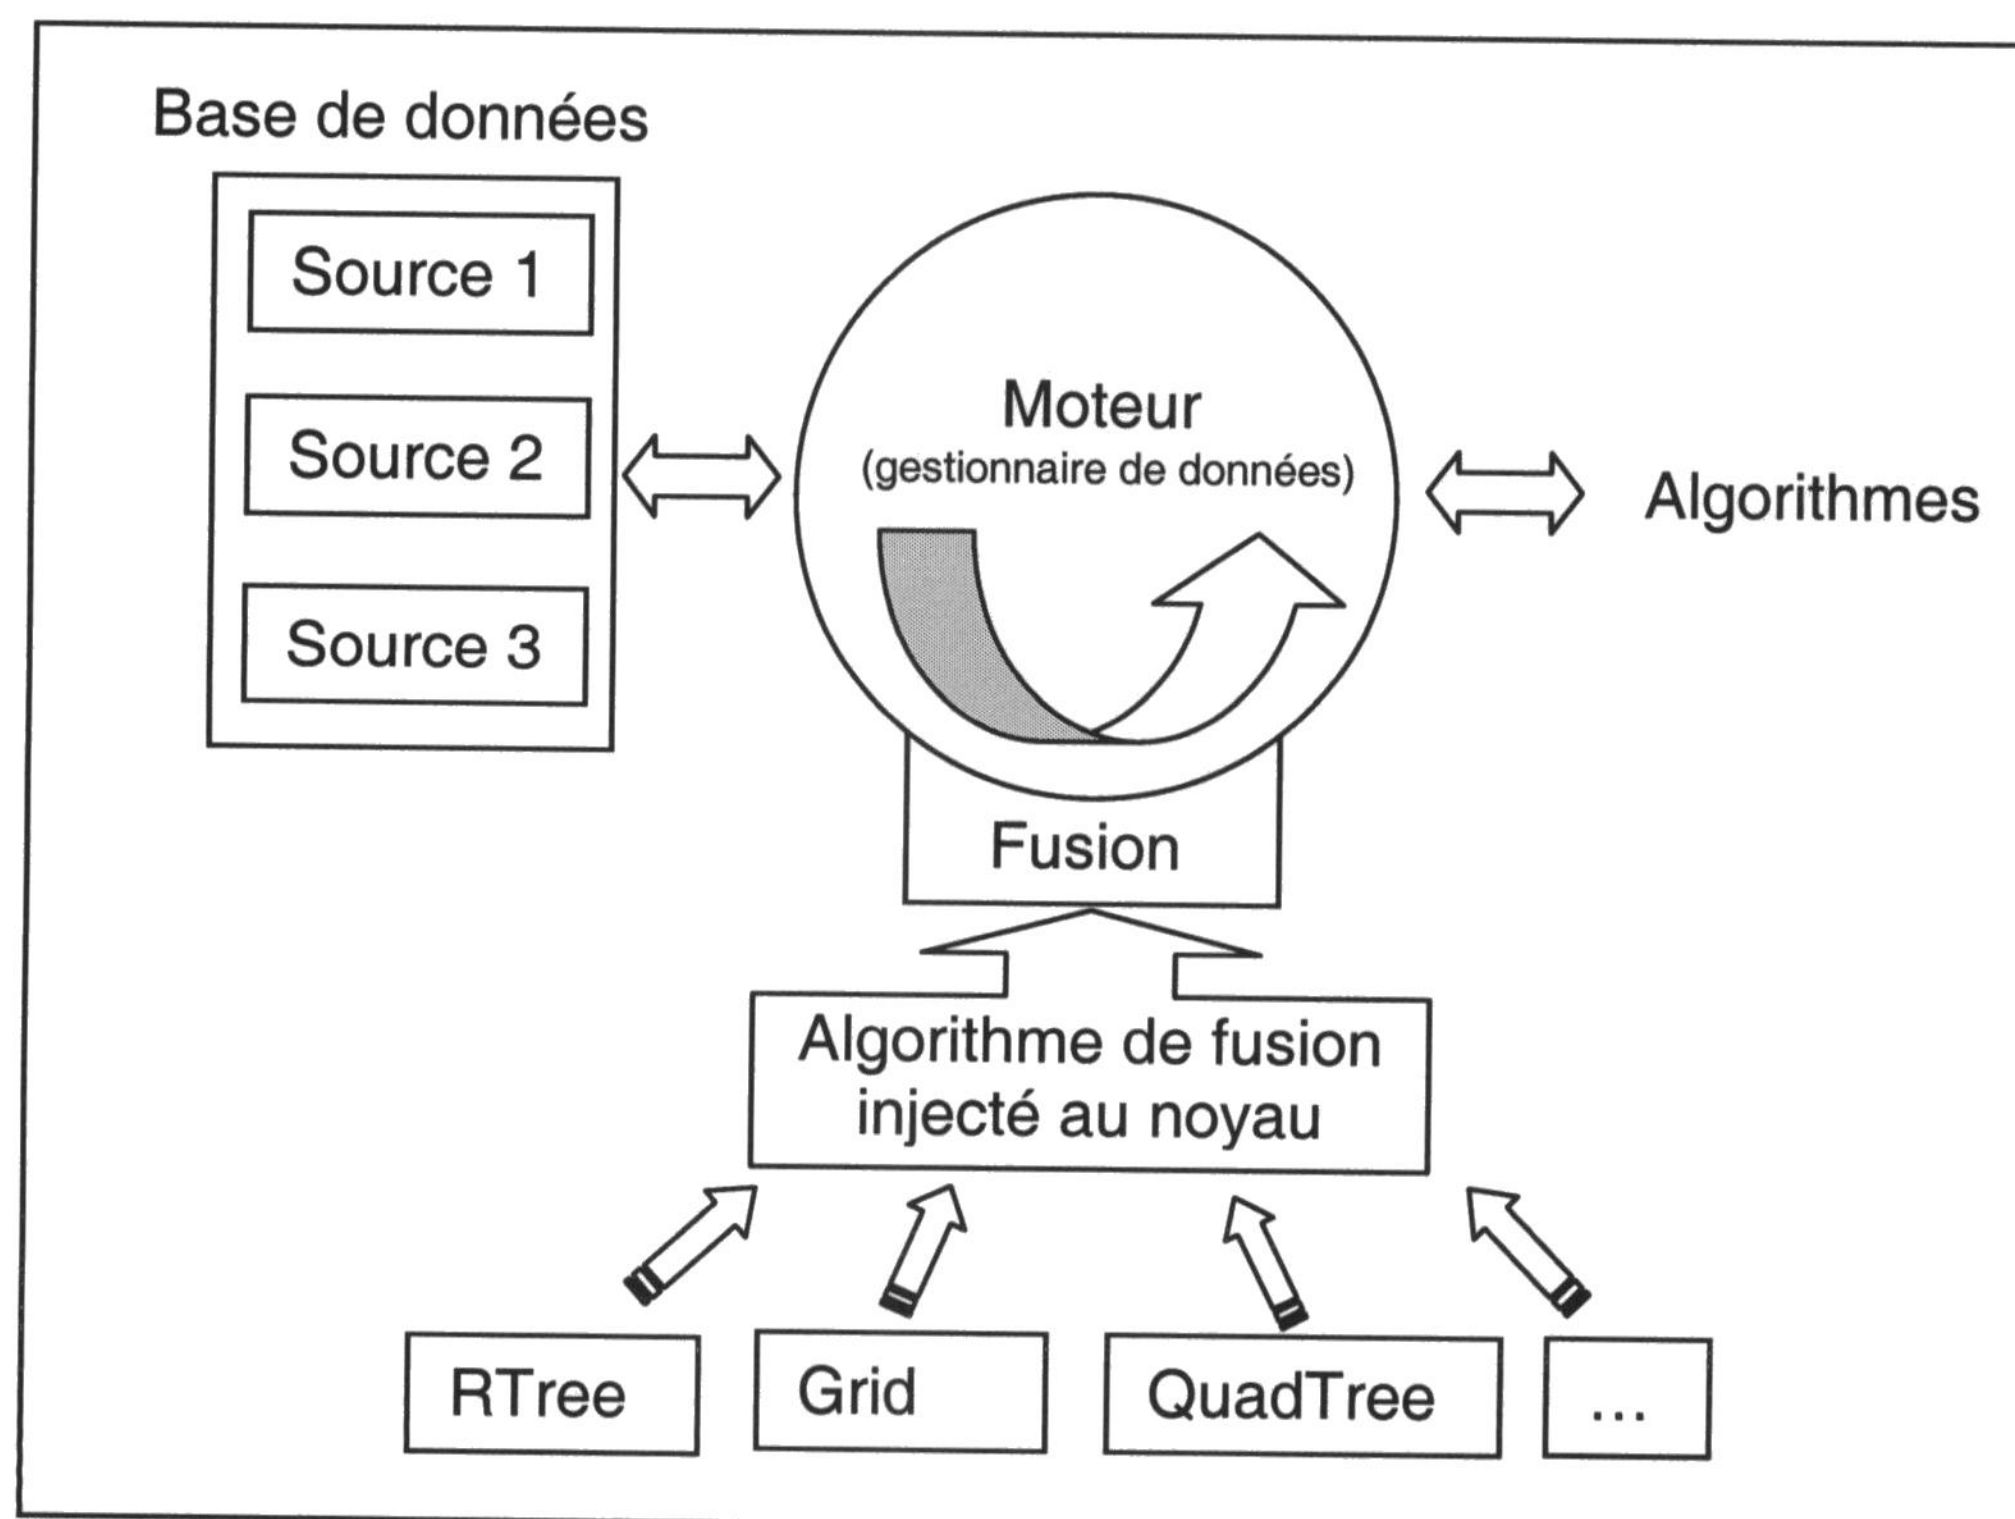 Base de données
Source 1
Source 2
Source 3
Moteur
(gestionnaire de données)
Algorithmes
Fusion
Algorithme de fusion
injecté au noyau
RTree
Grid
QuadTree
...